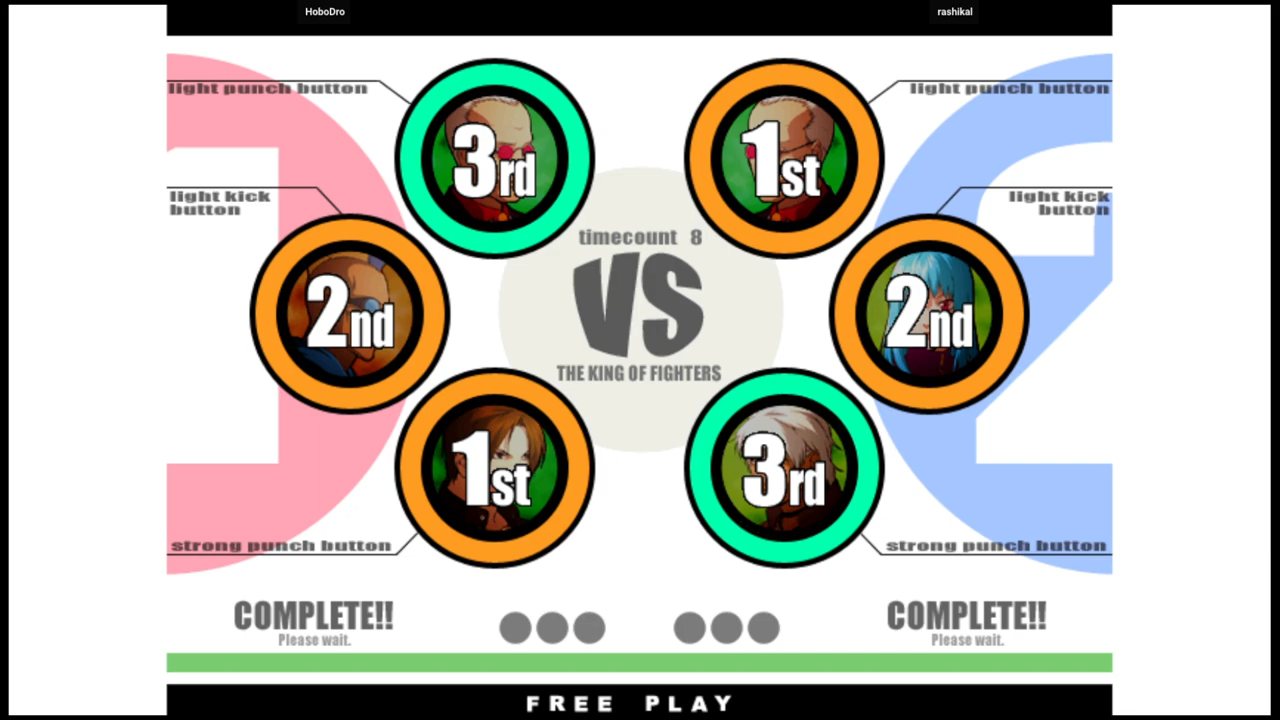 HoboDro
rashikal
light punch button
light punch button
3rd
1st
light kick
button
light kick
button
timecount 8
VS
THE KING OF FIGHTERS
2nd
2nd
1st
3rd
strong punch button
strong punch button
COMPLETE!!
Please wait.
COMPLETE!!
Please wait.
FREE PLAY
1
2